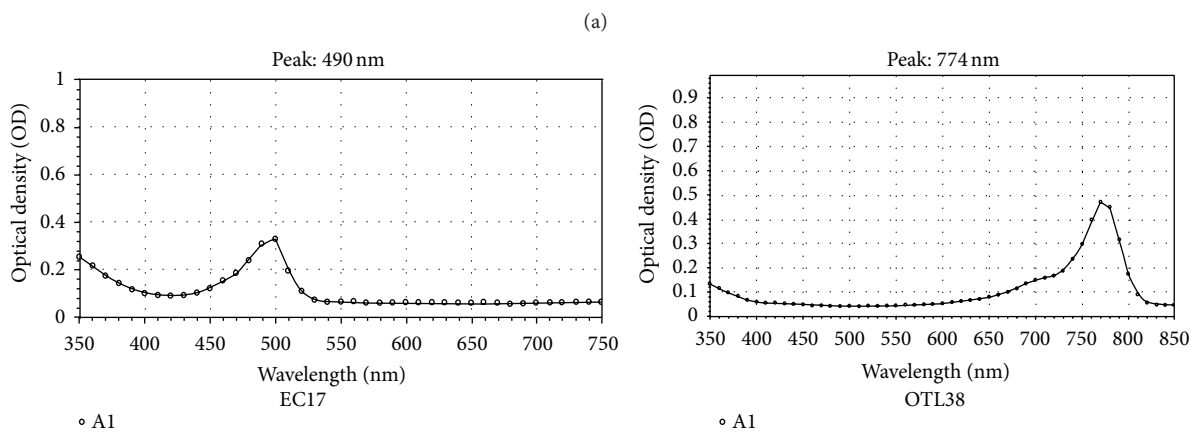 (a)
Peak: 490 nm
Optical density (OD)
1
0.8
0.6
0.4
0.2
0
350 400 450 500 550 600 650 700 750
Wavelength (nm)
EC17
A1
Peak: 774 nm
Optical density (OD)
0.9
0.8
0.7
0.6
0.5
0.4
0.3
0.2
0.1
0
350 400 450 500 550 600 650 700 750 800 850
Wavelength (nm)
OTL38
A1